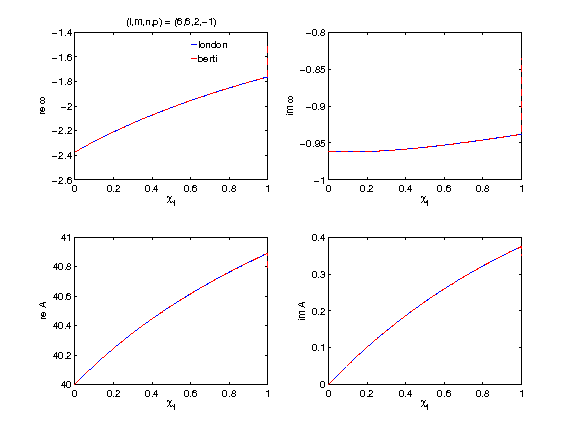 (l,m,n,p) = (6,6,2,−1)
−1.4
−1.6
−1.8
−2
−2.2
−2.4
−2.6
re ω
london
berti
0 0.2 0.4 0.6 0.8 1
χf
−0.8
−0.85
−0.9
−0.95
−1
im ω
0 0.2 0.4 0.6 0.8 1
χf
41
40.8
40.6
40.4
40.2
40
re A
0 0.2 0.4 0.6 0.8 1
χf
0.4
0.3
0.2
0.1
0
im A
0 0.2 0.4 0.6 0.8 1
χf